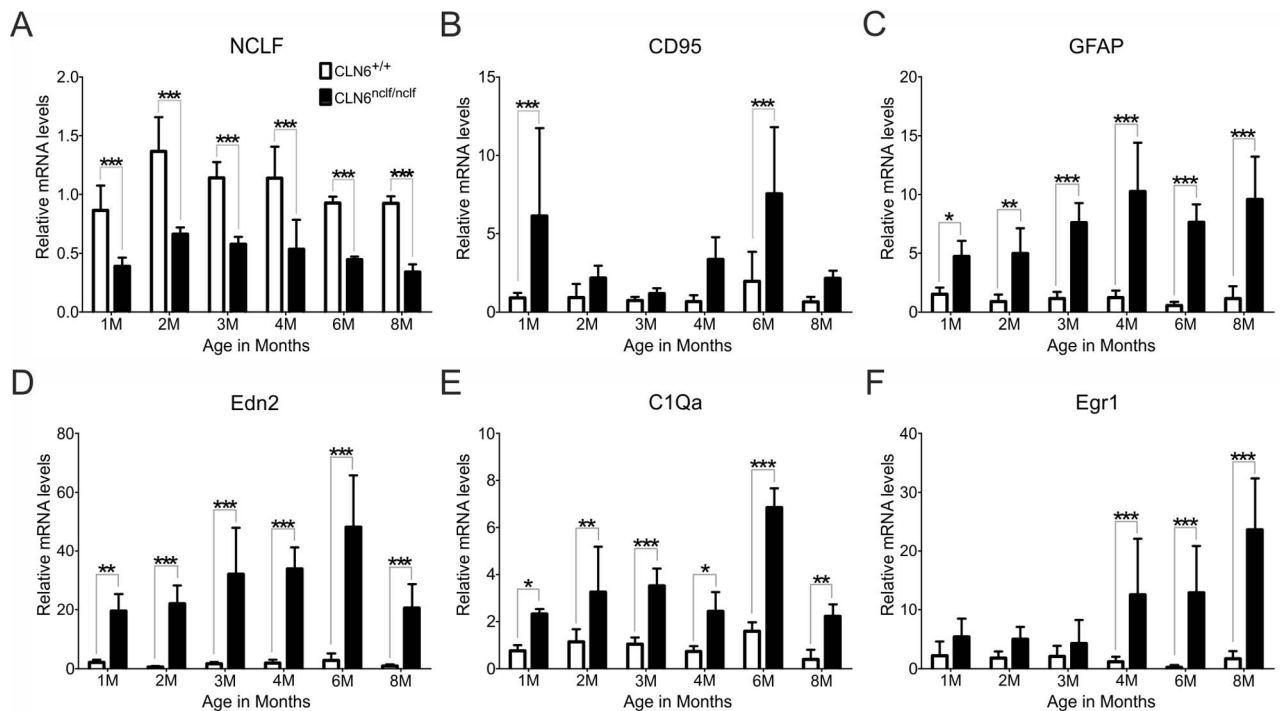 A
NCLF
CLN6+/+
CLN6nclf/nclf
Relative mRNA levels
2.0
1.5
1.0
0.5
0.0
***
***
***
***
***
***
1M 2M 3M 4M 6M 8M
Age in Months
B
CD95
Relative mRNA levels
15
10
5
0
***
***
1M 2M 3M 4M 6M 8M
Age in Months
C
GFAP
Relative mRNA levels
20
15
10
5
0
*
**
***
***
***
***
1M 2M 3M 4M 6M 8M
Age in Months
D
Edn2
Relative mRNA levels
80
60
40
20
0
**
***
***
***
***
***
1M 2M 3M 4M 6M 8M
Age in Months
E
C1Qa
Relative mRNA levels
10
8
6
4
2
0
*
**
***
*
***
**
1M 2M 3M 4M 6M 8M
Age in Months
F
Egr1
Relative mRNA levels
40
30
20
10
0
***
***
***
1M 2M 3M 4M 6M 8M
Age in Months